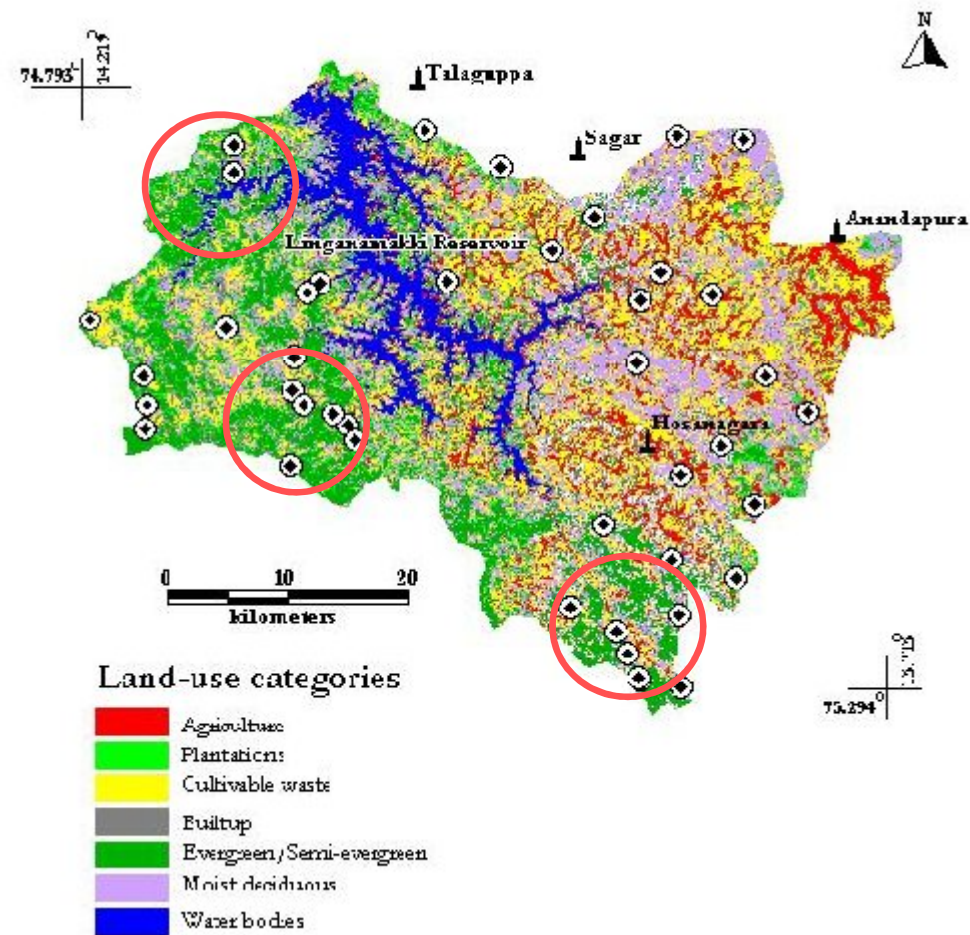 N
74.793°
14.219°
Talaguppa
Sagar
Anandapura
Linganamakki Reservoir
Hosanagara
0 10 20
kilometers
75.294°
Land-use categories
Agriculture
Plantations
Cultivable waste
Builtup
Evergreen/Semi-evergreen
Moist deciduous
Water bodies